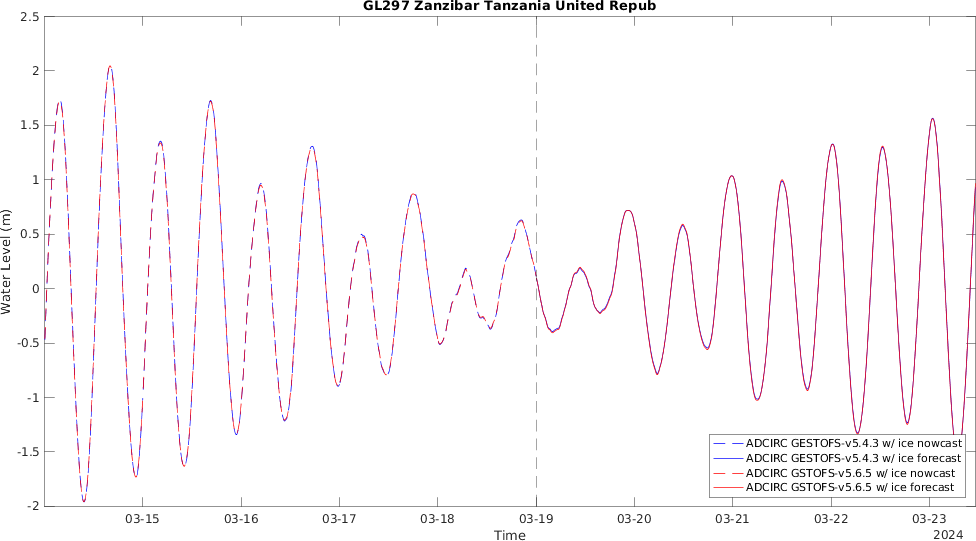 GL297 Zanzibar Tanzania United Repub
2.5
2
1.5
1
0.5
0
-0.5
-1
-1.5
-2
Water Level (m)
03-15 03-16 03-17 03-18 03-19 03-20 03-21 03-22 03-23
Time
2024
ADCIRC GESTOFS-v5.4.3 w/ ice nowcast
ADCIRC GESTOFS-v5.4.3 w/ ice forecast
ADCIRC GSTOFS-v5.6.5 w/ ice nowcast
ADCIRC GSTOFS-v5.6.5 w/ ice forecast